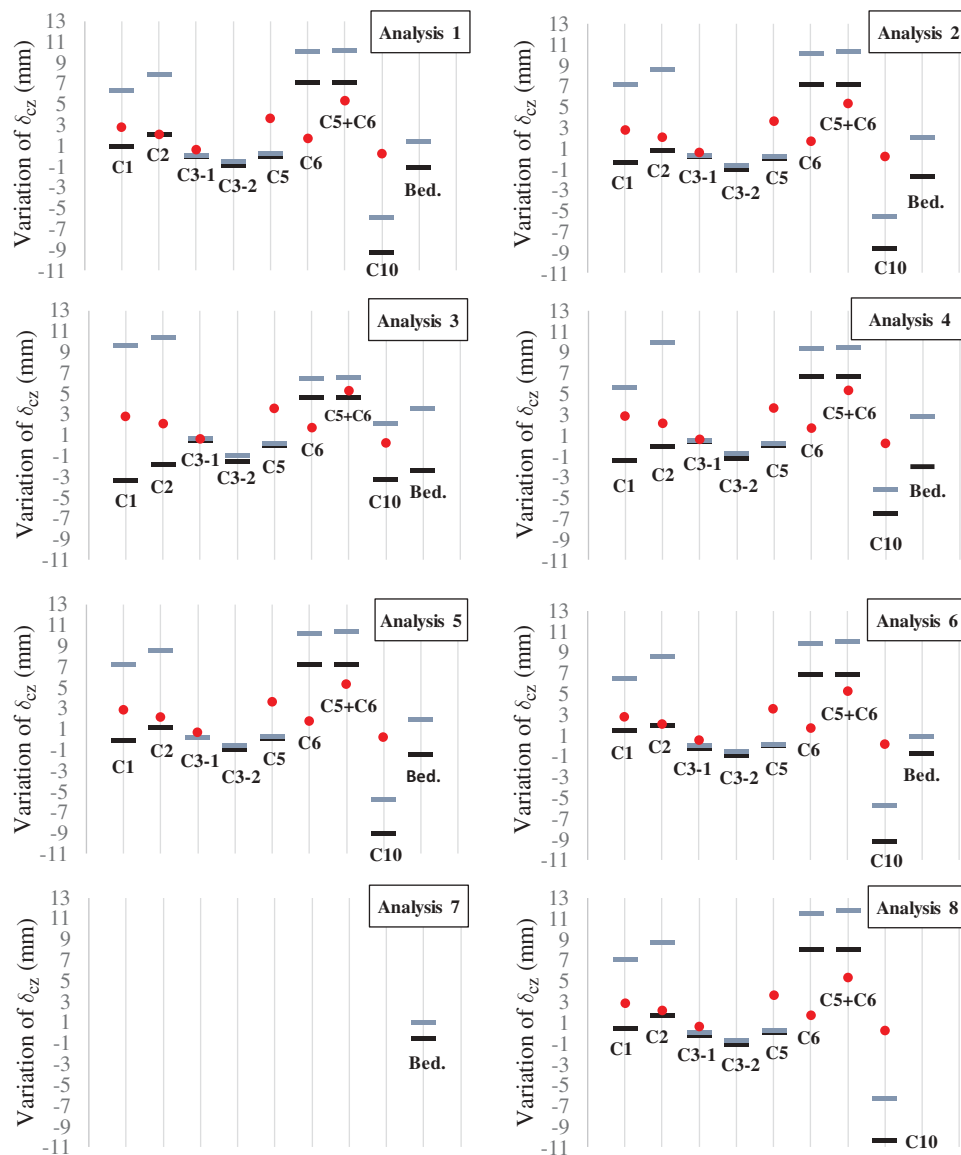 Variation of δcz (mm)
13
11
9
7
5
3
1
-1
-3
-5
-7
-9
-11
Analysis 1
C1
C2
C3-1
C3-2
C5
C6
C5+C6
C10
Bed.
Variation of δcz (mm)
13
11
9
7
5
3
1
-1
-3
-5
-7
-9
-11
Analysis 2
C1
C2
C3-1
C3-2
C5
C6
C5+C6
C10
Bed.
Variation of δcz (mm)
13
11
9
7
5
3
1
-1
-3
-5
-7
-9
-11
Analysis 3
C1
C2
C3-1
C3-2
C5
C6
C5+C6
C10
Bed.
Variation of δcz (mm)
13
11
9
7
5
3
1
-1
-3
-5
-7
-9
-11
Analysis 4
C1
C2
C3-1
C3-2
C5
C6
C5+C6
C10
Bed.
Variation of δcz (mm)
13
11
9
7
5
3
1
-1
-3
-5
-7
-9
-11
Analysis 5
C1
C2
C3-1
C3-2
C5
C6
C5+C6
C10
Bed.
Variation of δcz (mm)
13
11
9
7
5
3
1
-1
-3
-5
-7
-9
-11
Analysis 6
C1
C2
C3-1
C3-2
C5
C6
C5+C6
C10
Bed.
Variation of δcz (mm)
13
11
9
7
5
3
1
-1
-3
-5
-7
-9
-11
Analysis 7
Bed.
Variation of δcz (mm)
13
11
9
7
5
3
1
-1
-3
-5
-7
-9
-11
Analysis 8
C1
C2
C3-1
C3-2
C5
C6
C5+C6
C10